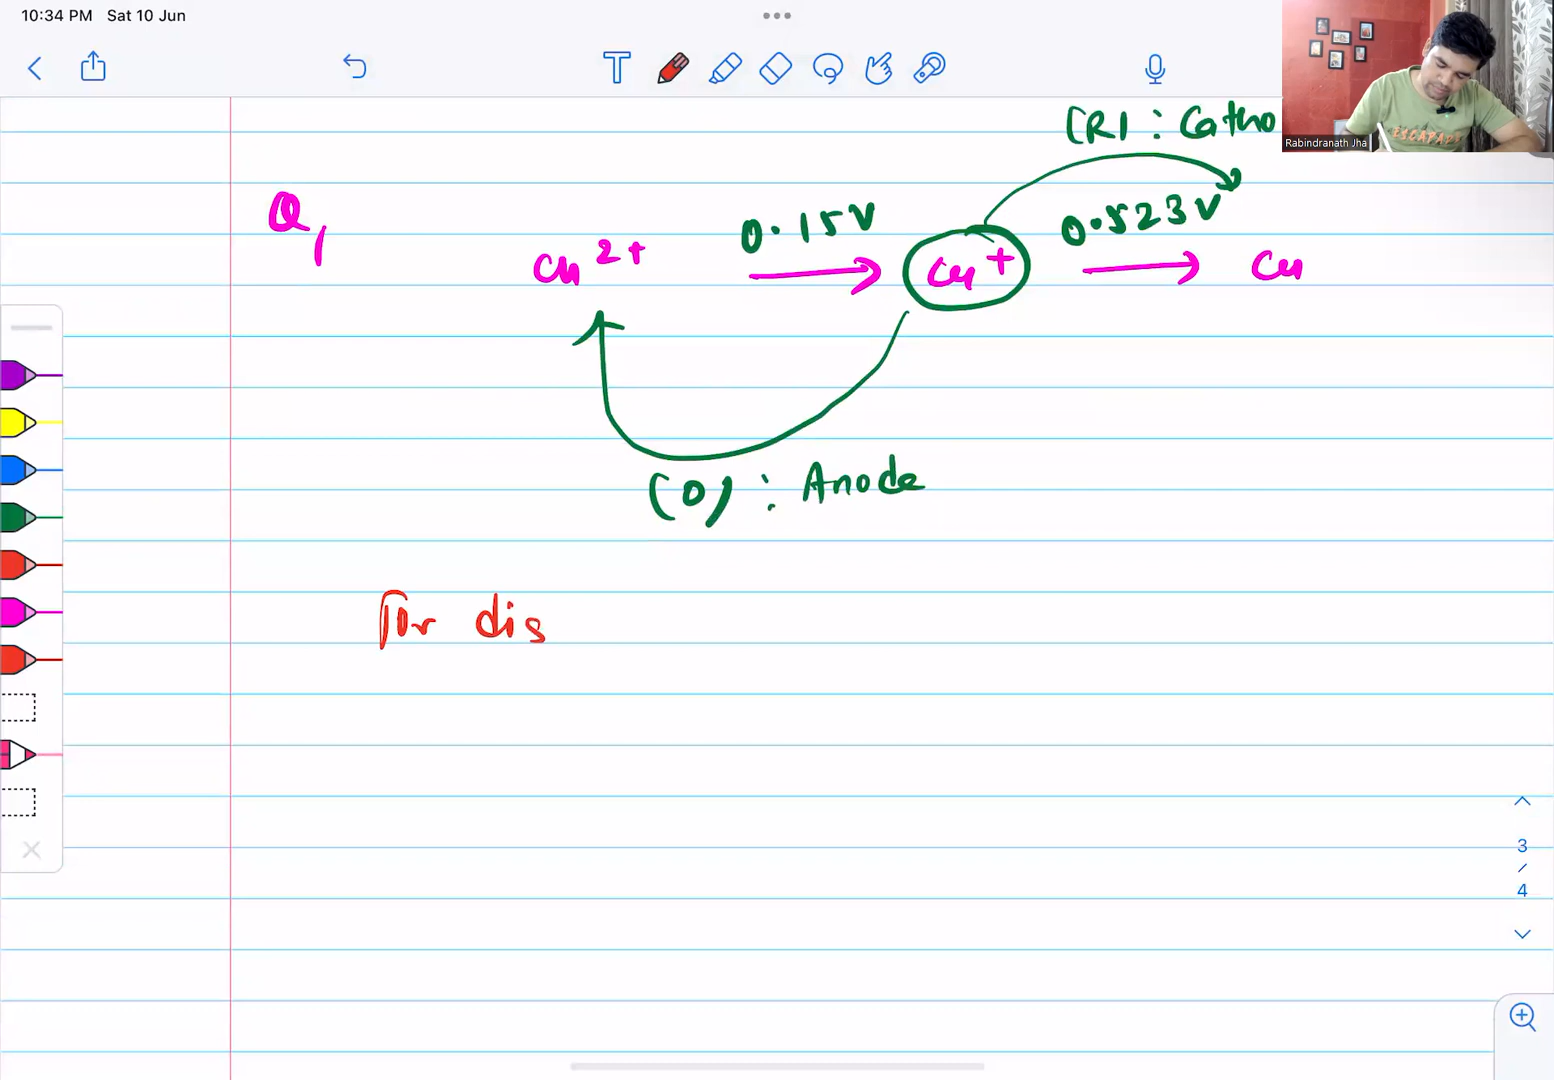 10:34 PM Sat 10 Jun
Rabindranath Jha
(R) : Catho
Q1
0.15V
0.523V
Cu2+ → Cu+ → Cu
(O) : Anode
For dis
3
/
4